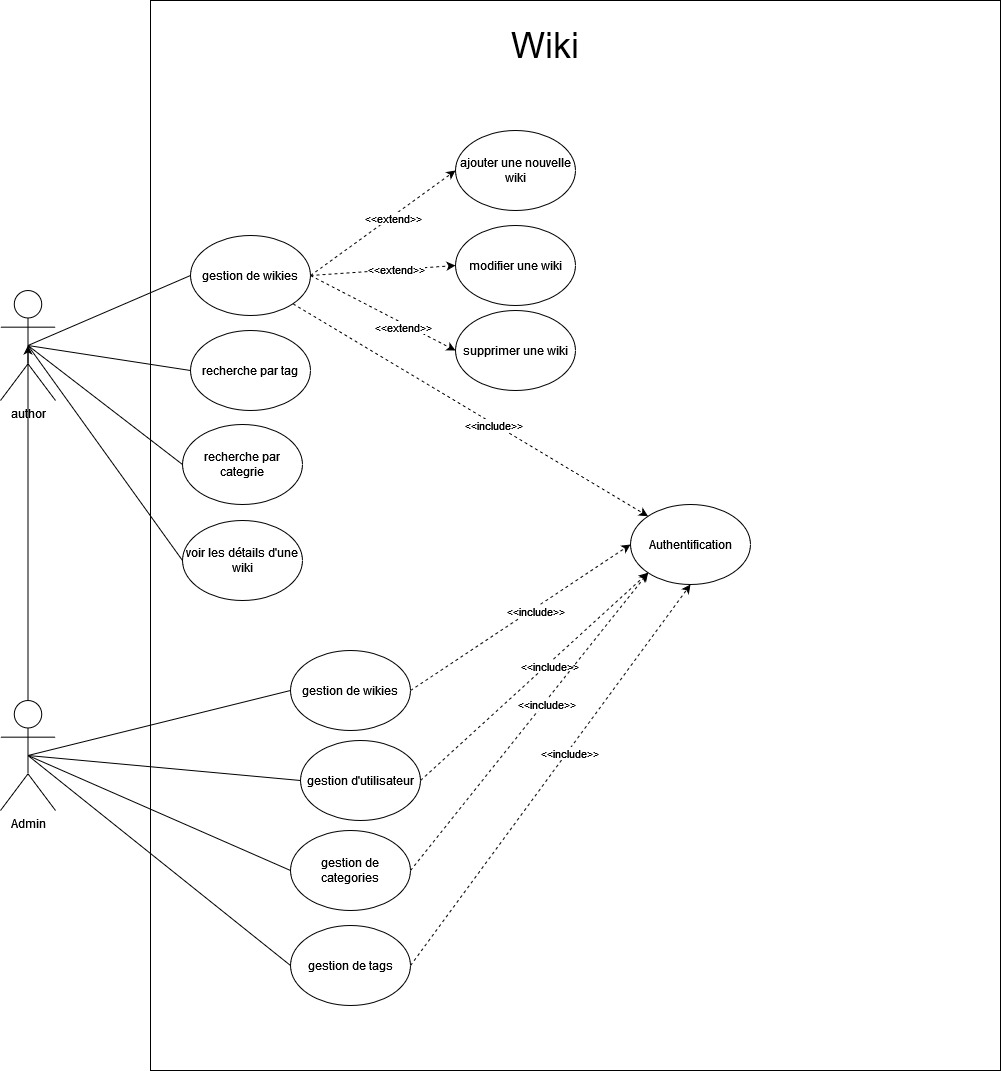 Wiki
ajouter une nouvelle
wiki
<<extend>>
modifier une wiki
<<extend>>
gestion de wikies
<<extend>>
supprimer une wiki
recherche par tag
author
<<include>>
recherche par
categrie
Authentification
voir les détails d'une
wiki
<<include>>
<<include>>
gestion de wikies
<<include>>
<<include>>
gestion d'utilisateur
Admin
gestion de
categories
gestion de tags